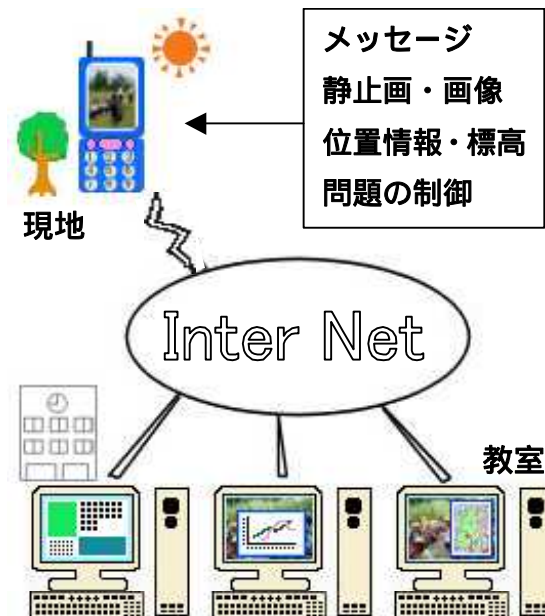 メッセージ
静止画・画像
位置情報・標高
問題の制御
現地
Inter Net
教室